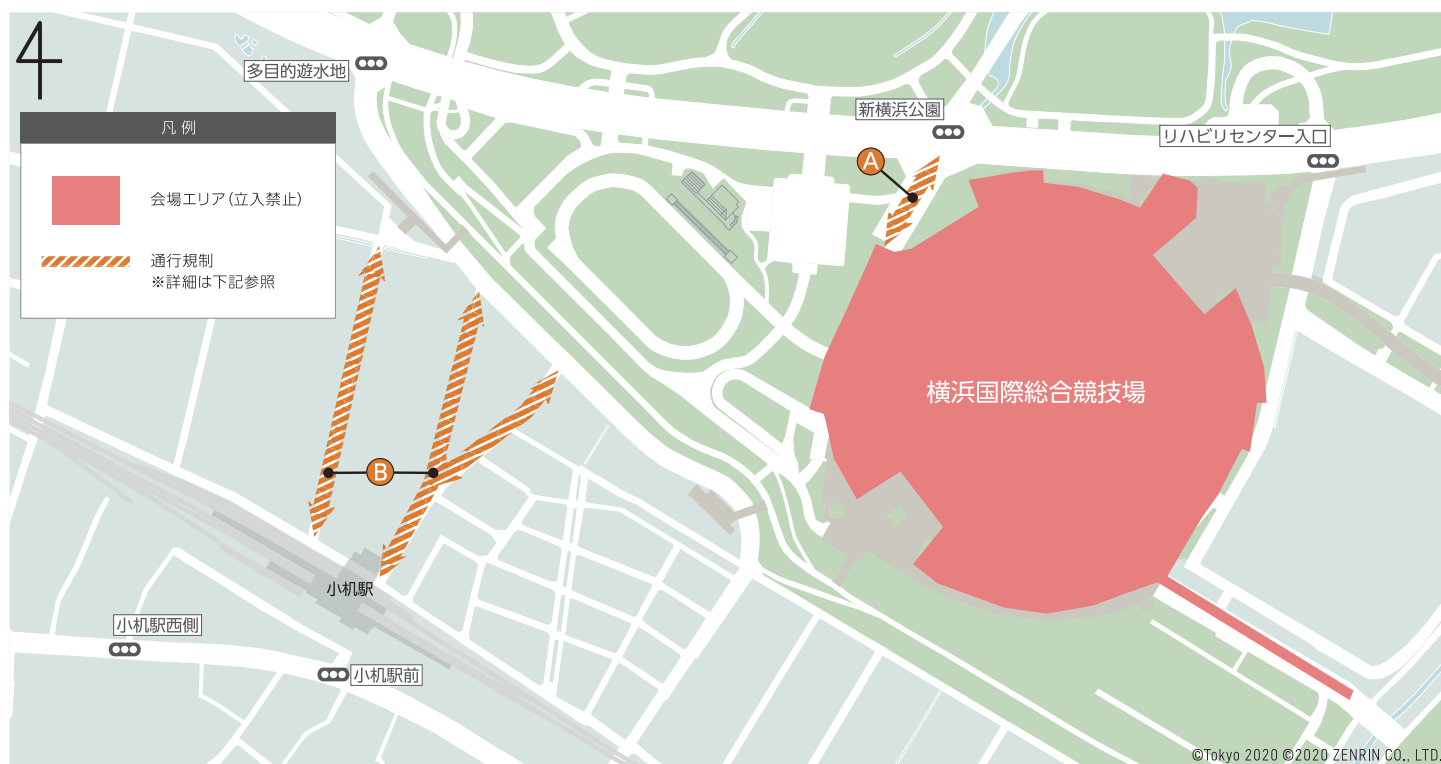 4
多目的遊水地
凡例
会場エリア(立入禁止)
通行規制
※詳細は下記参照
新横浜公園
リハビリセンター入口
A
横浜国際総合競技場
B
小机駅
小机駅西側
小机駅前
©Tokyo 2020 ©2020 ZENRIN CO., LTD.